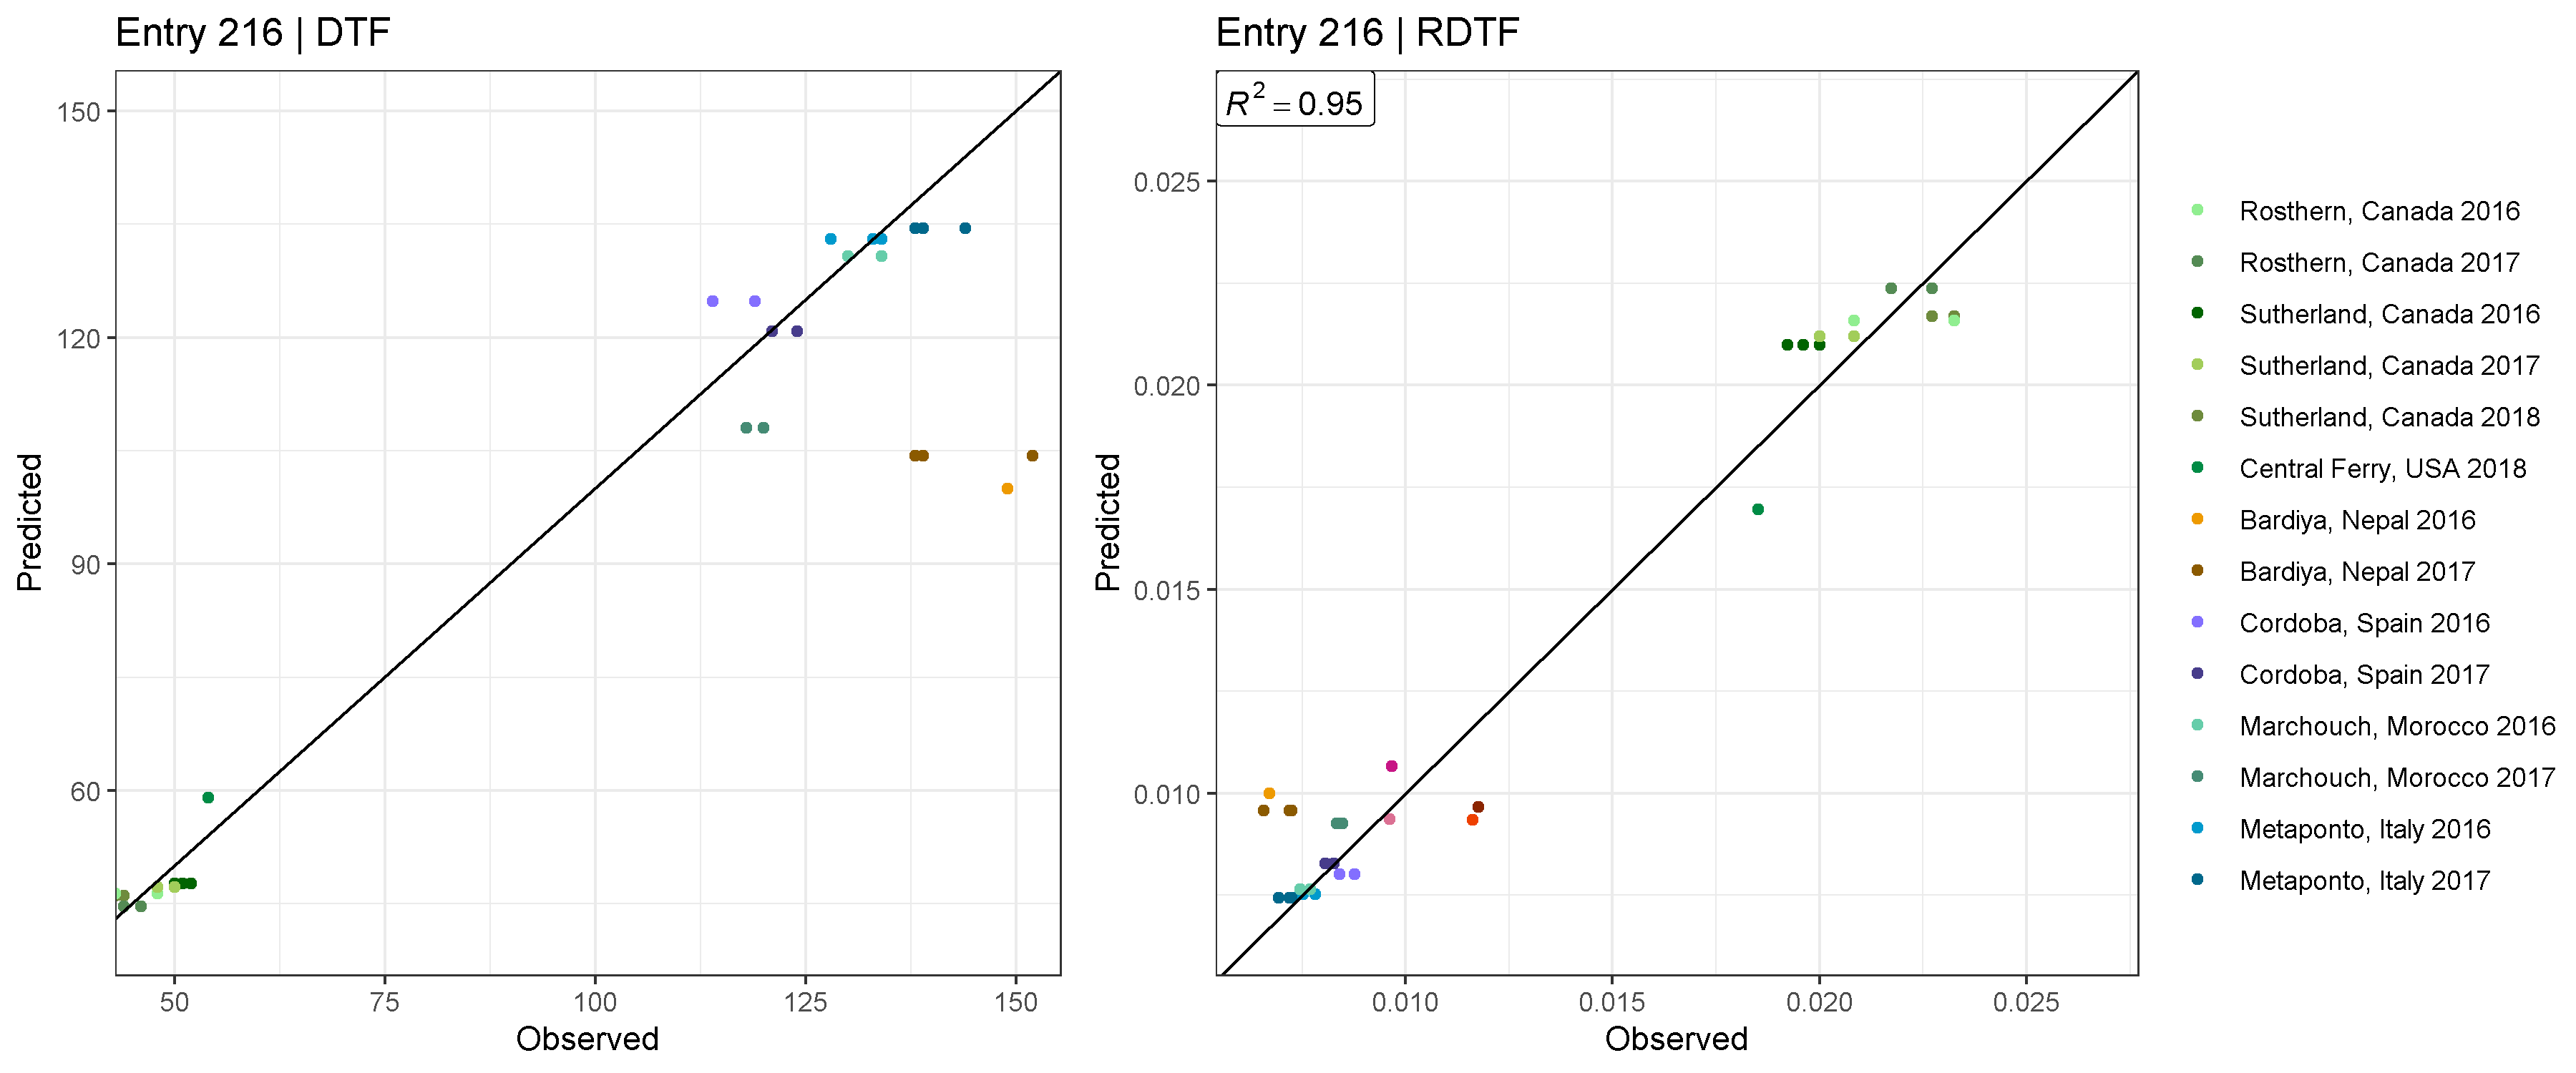 Entry 216 | DTF
150
120
90
60
Predicted
50
75
100
125
150
Observed
Entry 216 | RDTF
R² = 0.95
0.025
0.020
0.015
0.010
Predicted
0.010
0.015
0.020
0.025
Observed
Rosthern, Canada 2016
Rosthern, Canada 2017
Sutherland, Canada 2016
Sutherland, Canada 2017
Sutherland, Canada 2018
Central Ferry, USA 2018
Bardiya, Nepal 2016
Bardiya, Nepal 2017
Cordoba, Spain 2016
Cordoba, Spain 2017
Marchouch, Morocco 2016
Marchouch, Morocco 2017
Metaponto, Italy 2016
Metaponto, Italy 2017